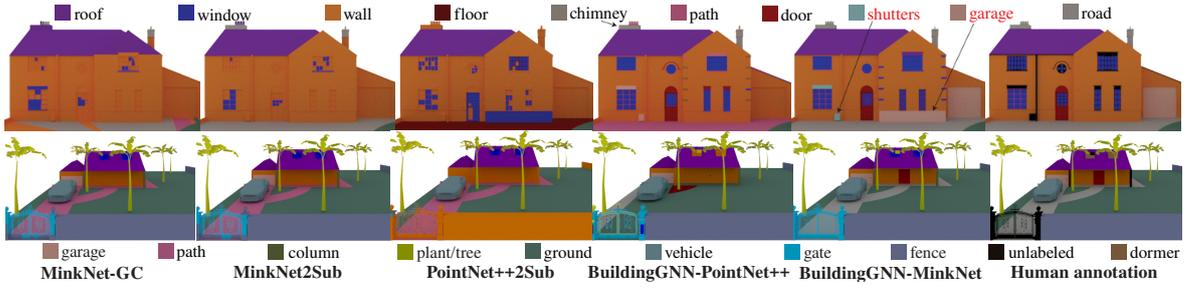 roof window wall floor chimney path door shutters garage road
garage path column plant/tree ground vehicle gate fence unlabeled dormer
MinkNet-GC MinkNet2Sub PointNet++2Sub BuildingGNN-PointNet++ BuildingGNN-MinkNet Human annotation